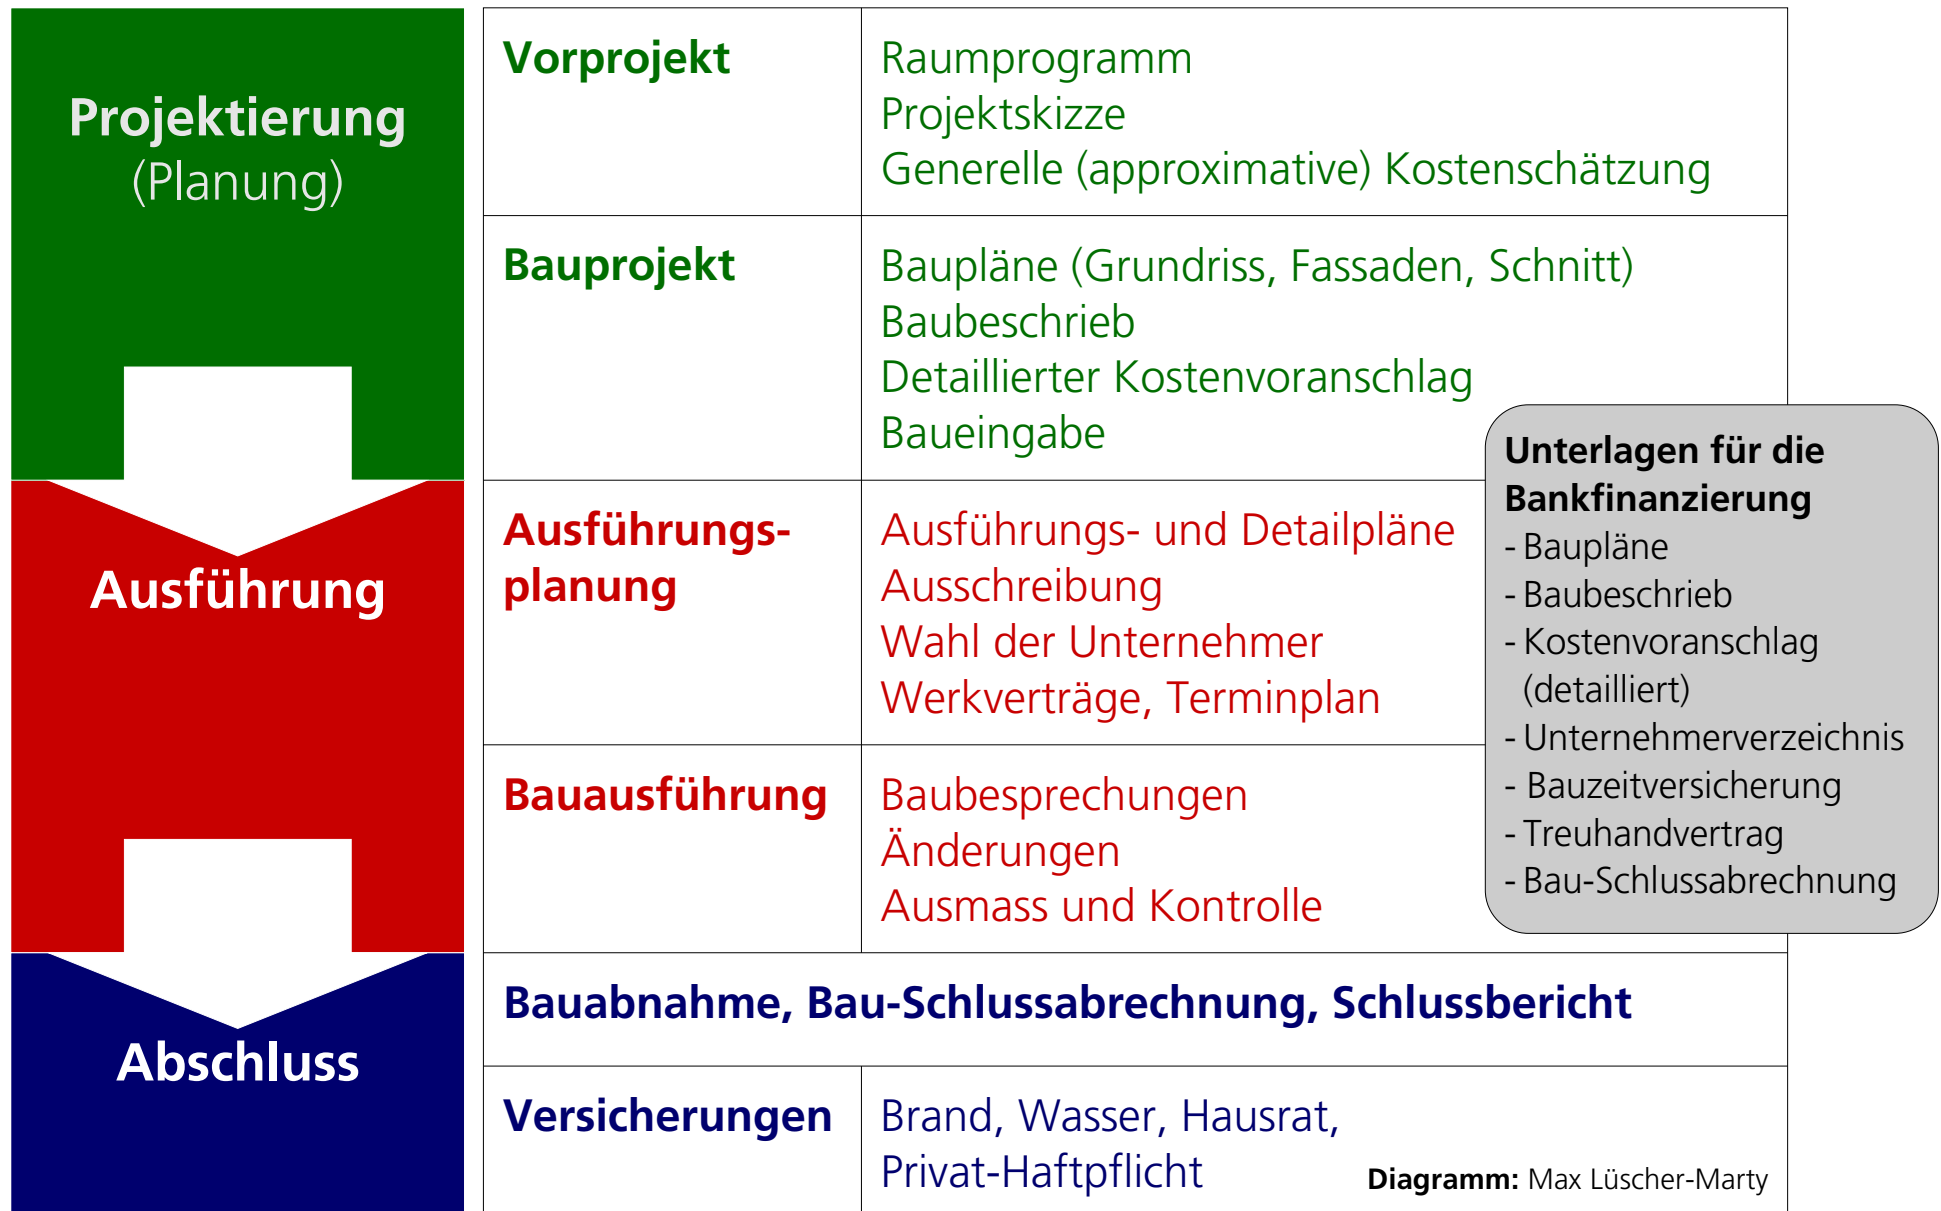 Projektierung
(Planung)
Vorprojekt
Raumprogramm
Projektskizze
Generelle (approximative) Kostenschätzung
Bauprojekt
Baupläne (Grundriss, Fassaden, Schnitt)
Baubeschrieb
Detaillierter Kostenvoranschlag
Baueingabe
Ausführung
Ausführungs-
planung
Ausführungs- und Detailpläne
Ausschreibung
Wahl der Unternehmer
Werkverträge, Terminplan
Bauausführung
Baubesprechungen
Änderungen
Ausmass und Kontrolle
Unterlagen für die
Bankfinanzierung
- Baupläne
- Baubeschrieb
- Kostenvoranschlag
(detailliert)
- Unternehmerverzeichnis
- Bauzeitversicherung
- Treuhandvertrag
- Bau-Schlussabrechnung
Abschluss
Bauabnahme, Bau-Schlussabrechnung, Schlussbericht
Versicherungen
Brand, Wasser, Hausrat,
Privat-Haftpflicht
Diagramm: Max Lüscher-Marty